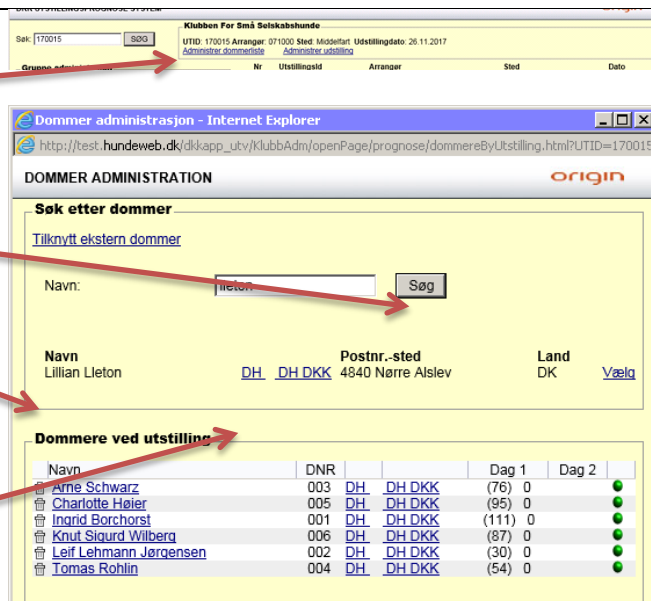 Klubben For Små Selskabshunde
Søk: 170015 SØG
UTID: 170015 Arrangør: 071000 Sted: Middelfart Udstillingdato: 26.11.2017
Administrer dommerliste Administrer udstilling
Nr UtstillingsId Arrangør Sted Dato
Dommer administrasjon - Internet Explorer
http://test.hundeweb.dk/dkkapp_utv/KlubbAdm/openPage/prognose/dommereByUtstilling.html?UTID=170015
DOMMER ADMINISTRATION origin
Søk etter dommer
Tilknytt ekstern dommer
Navn: lleton Søg
Navn Postnr.-sted Land
Lillian Lleton DH DH DKK 4840 Nørre Alslev DK Vælg
Dommere ved utstilling
Navn DNR Dag 1 Dag 2
Arne Schwarz 003 DH DH DKK (76) 0
Charlotte Høier 005 DH DH DKK (95) 0
Ingrid Borchorst 001 DH DH DKK (111) 0
Knut Sigurd Wilberg 006 DH DH DKK (87) 0
Leif Lehmann Jørgensen 002 DH DH DKK (30) 0
Tomas Rohlin 004 DH DH DKK (54) 0